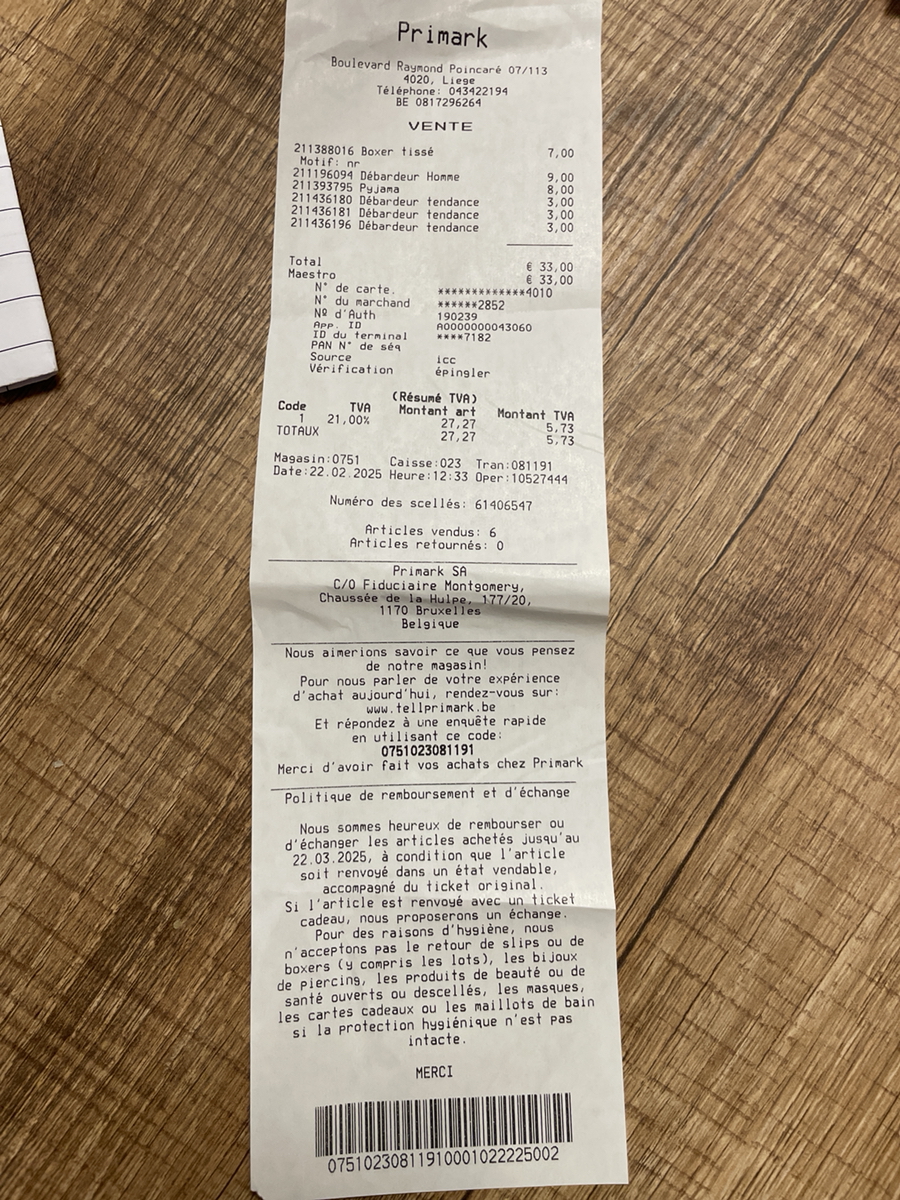 Primark
Boulevard Raymond Poincaré 07/113
4020, Liege
Téléphone: 043422194
BE 0817296264
VENTE
211388016 Boxer tissé 7,00
Motif: nr
211196094 Débardeur Homme 9,00
211393795 Pyjama 8,00
211436180 Débardeur tendance 3,00
211436181 Débardeur tendance 3,00
211436196 Débardeur tendance 3,00
Total € 33,00
Maestro € 33,00
N° de carte. *************4010
N° du marchand ******2852
Nº d'Auth 190239
App. ID A0000000043060
ID du terminal ****7182
PAN N° de séq
Source icc
Vérification épingler
(Résumé TVA)
Code TVA Montant art Montant TVA
1 21,00% 27,27 5,73
TOTAUX 27,27 5,73
Magasin:0751 Caisse:023 Tran:081191
Date:22.02.2025 Heure:12:33 Oper:10527444
Numéro des scellés: 61406547
Articles vendus: 6
Articles retournés: 0
Primark SA
C/O Fiduciaire Montgomery,
Chaussée de la Hulpe, 177/20,
1170 Bruxelles
Belgique
Nous aimerions savoir ce que vous pensez
de notre magasin!
Pour nous parler de votre expérience
d'achat aujourd'hui, rendez-vous sur:
www.tellprimark.be
Et répondez à une enquête rapide
en utilisant ce code:
0751023081191
Merci d'avoir fait vos achats chez Primark
Politique de remboursement et d'échange
Nous sommes heureux de rembourser ou
d'échanger les articles achetés jusqu'au
22.03.2025, à condition que l'article
soit renvoyé dans un état vendable,
accompagné du ticket original.
Si l'article est renvoyé avec un ticket
cadeau, nous proposerons un échange.
Pour des raisons d'hygiène, nous
n'acceptons pas le retour de slips ou de
boxers (y compris les lots), les bijoux
de piercing, les produits de beauté ou de
santé ouverts ou descellés, les masques,
les cartes cadeaux ou les maillots de bain
si la protection hygiénique n'est pas
intacte.
MERCI
07510230811910001022225002